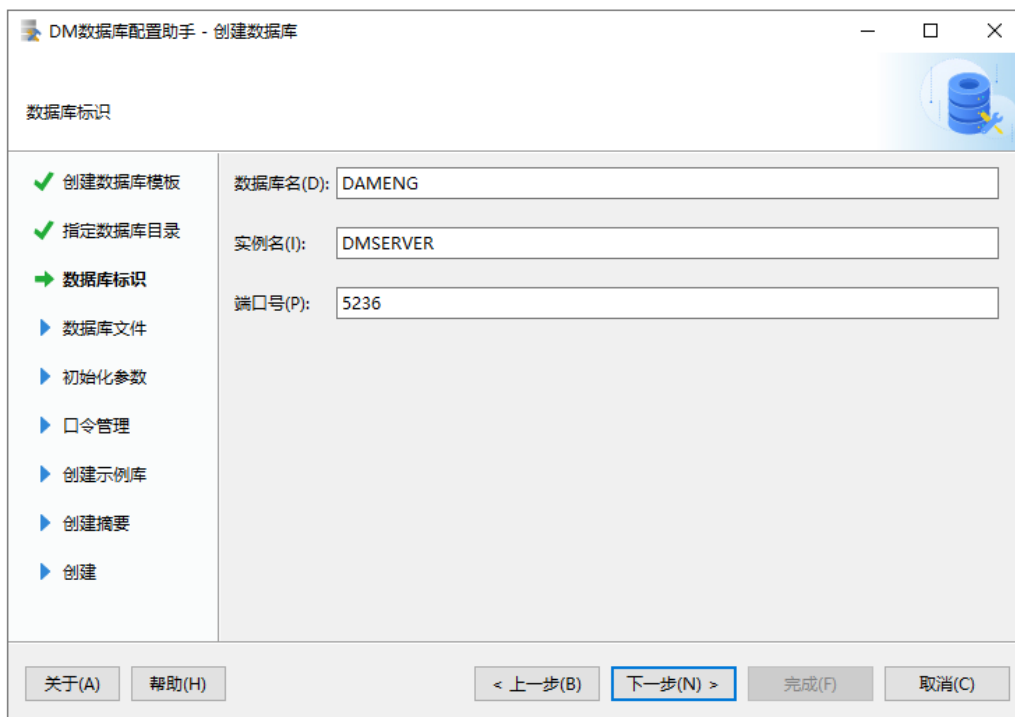 DM数据库配置助手 - 创建数据库
数据库标识
创建数据库模板
指定数据库目录
数据库标识
数据库文件
初始化参数
口令管理
创建示例库
创建摘要
创建
数据库名(D): DAMENG
实例名(I): DMSERVER
端口号(P): 5236
关于(A) 帮助(H) < 上一步(B) 下一步(N) > 完成(F) 取消(C)